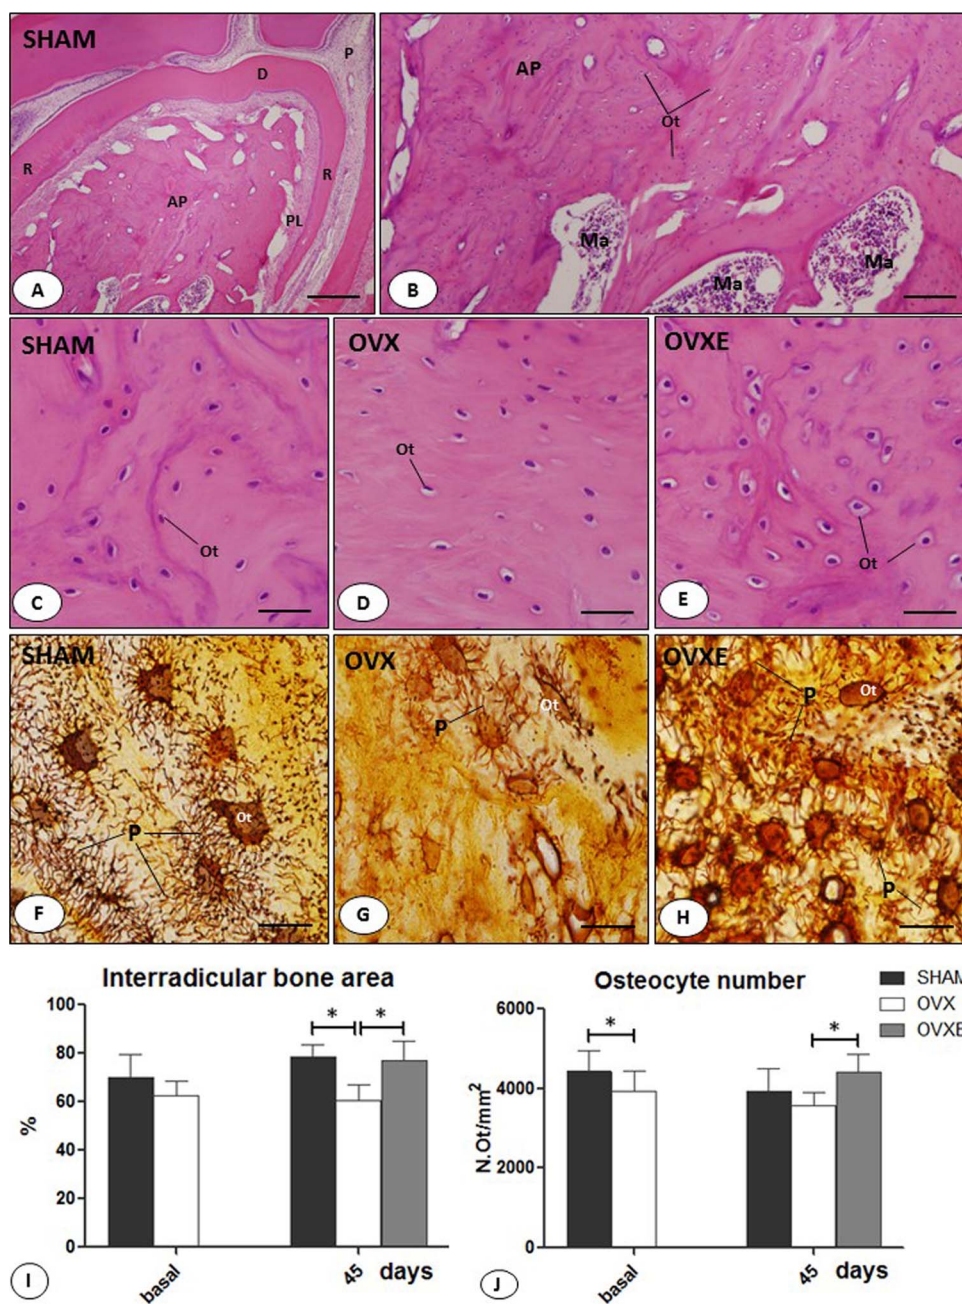 SHAM
P
D
R
R
AP
PL
A
AP
Ot
Ma
Ma
Ma
B
SHAM
Ot
C
OVX
Ot
D
OVXE
Ot
E
SHAM
Ot
P
F
OVX
P
Ot
G
OVXE
P
Ot
P
H
Interradicular bone area
100
80
60
40
20
0
%
*
*
basal
45 days
I
Osteocyte number
SHAM
OVX
OVXE
6000
4000
2000
0
N.Ot/mm²
*
*
basal
45 days
J